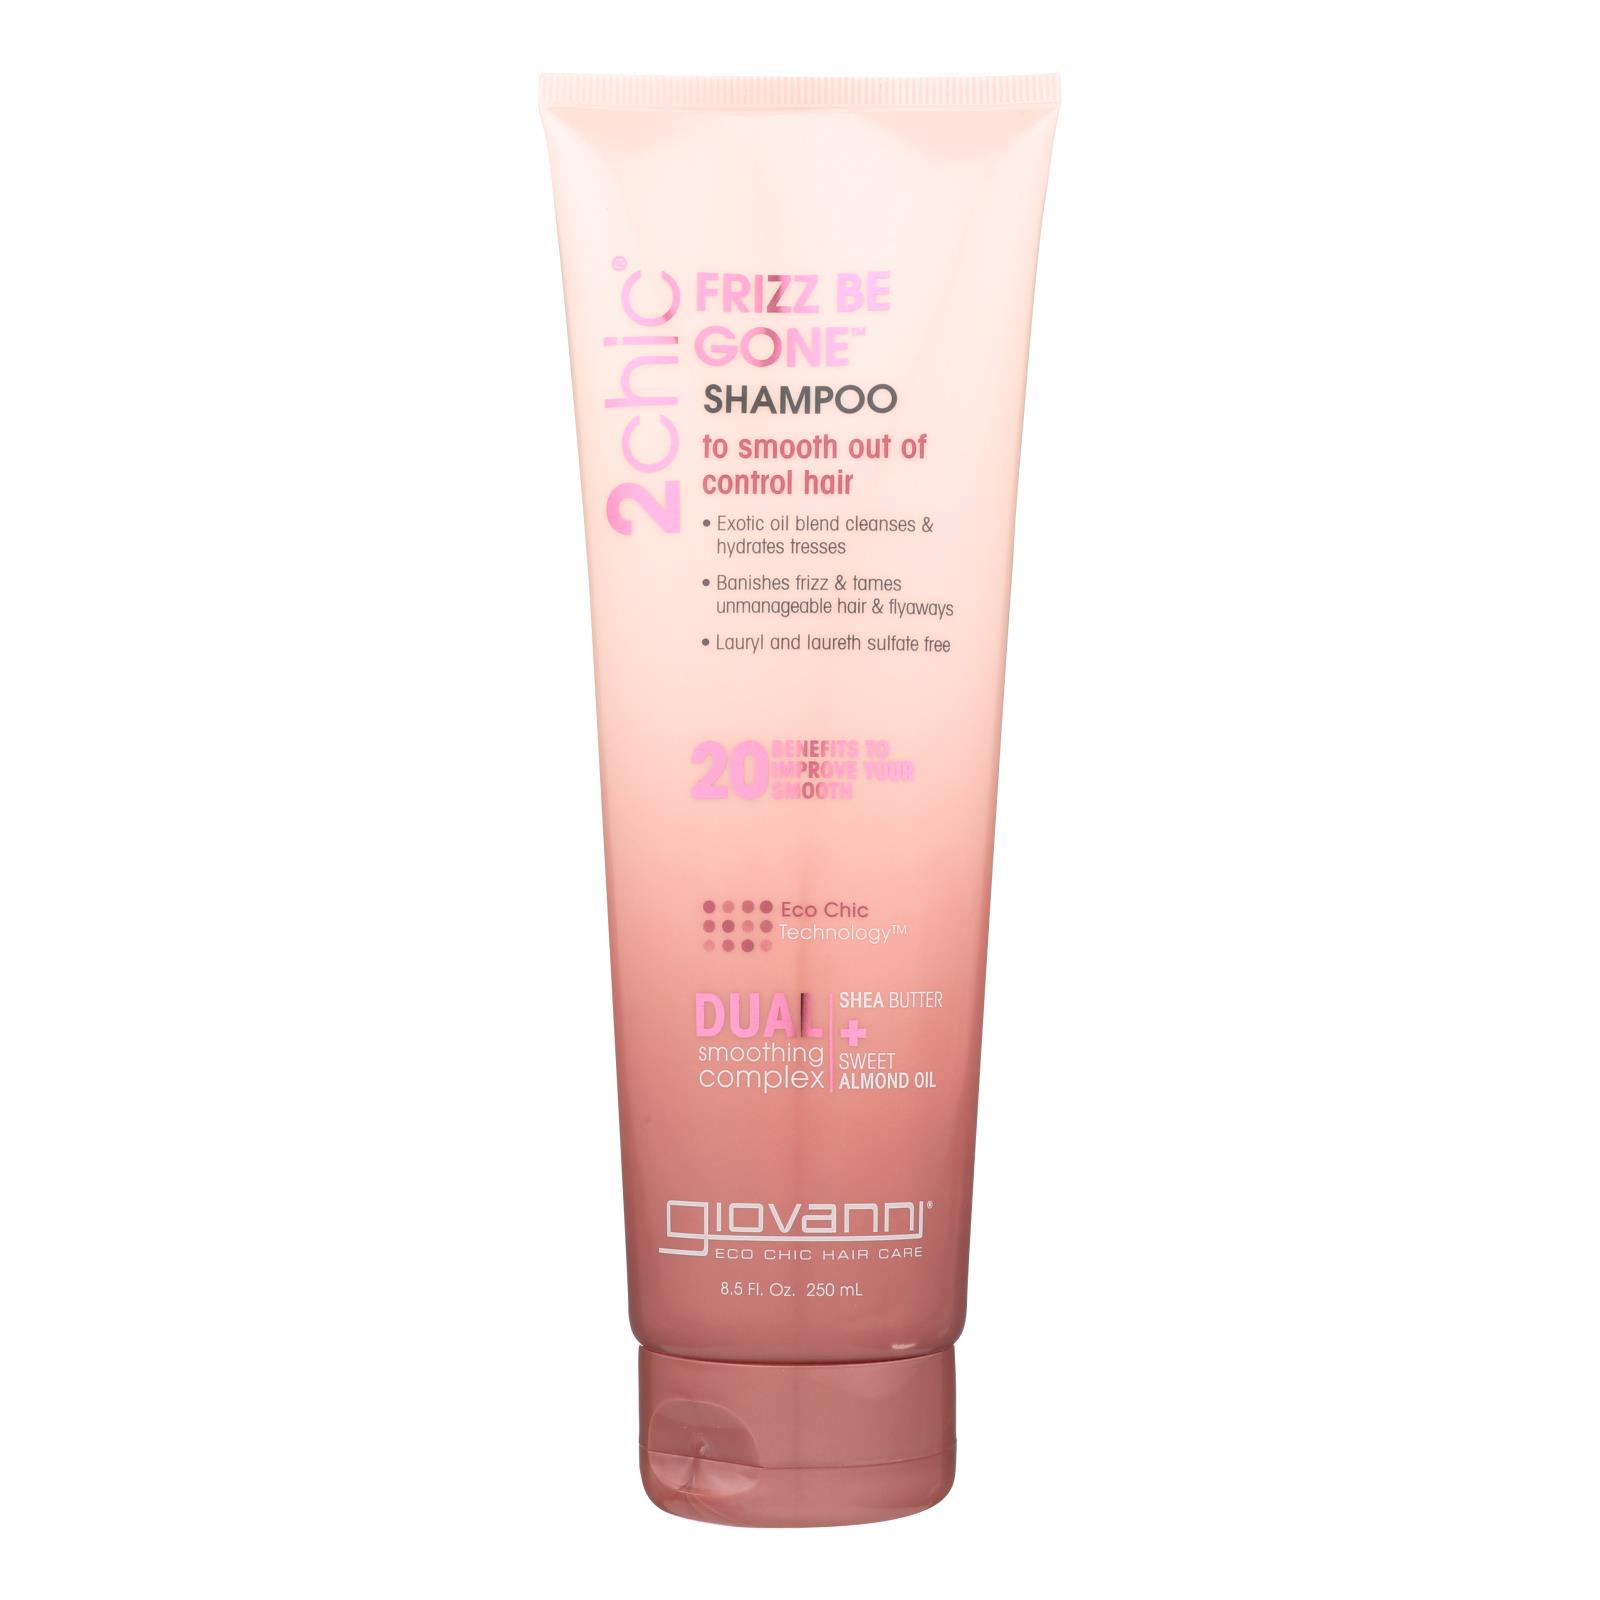 2chic®
FRIZZ BE
GONE™
SHAMPOO
to smooth out of
control hair
• Exotic oil blend cleanses &
hydrates tresses
• Banishes frizz & tames
unmanageable hair & flyaways
• Lauryl and laureth sulfate free
20 BENEFITS TO
IMPROVE YOUR
SMOOTH
Eco Chic
Technology™
DUAL
smoothing
complex
SHEA BUTTER
+
SWEET
ALMOND OIL
giovanni®
ECO CHIC HAIR CARE
8.5 Fl. Oz. 250 mL